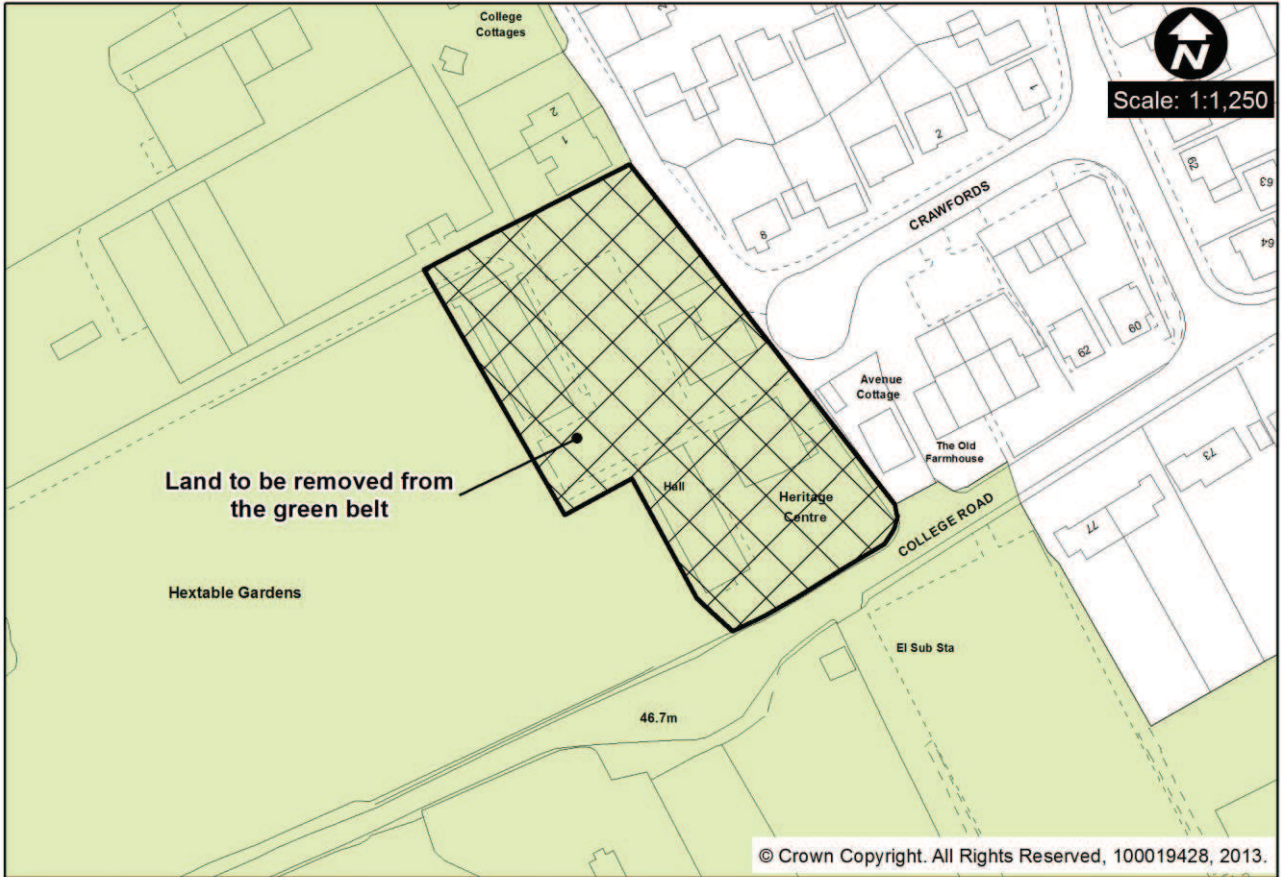 College
Cottages
N
Scale: 1:1,250
2
1
2
1
8
CRAWFORDS
62
63
64
60
62
Avenue
Cottage
The Old
Farmhouse
73
77
Land to be removed from
the green belt
Hall
Heritage
Centre
COLLEGE ROAD
Hextable Gardens
El Sub Sta
46.7m
© Crown Copyright. All Rights Reserved, 100019428, 2013.